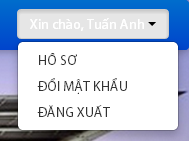 Xin chào, Tuấn Anh
HỒ SƠ
ĐỔI MẬT KHẨU
ĐĂNG XUẤT